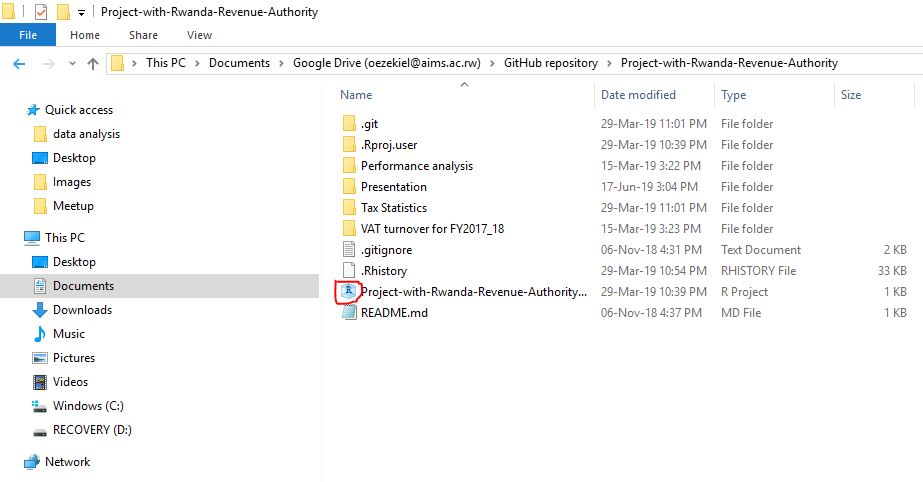 Project-with-Rwanda-Revenue-Authority
File Home Share View
This PC Documents Google Drive (oezekiel@aims.ac.rw) GitHub repository Project-with-Rwanda-Revenue-Authority
Name Date modified Type Size
Quick access
data analysis
Desktop
Images
Meetup
This PC
Desktop
Documents
Downloads
Music
Pictures
Videos
Windows (C:)
RECOVERY (D:)
Network
.git 29-Mar-19 11:01 PM File folder
.Rproj.user 29-Mar-19 10:39 PM File folder
Performance analysis 15-Mar-19 3:22 PM File folder
Presentation 17-Jun-19 3:04 PM File folder
Tax Statistics 29-Mar-19 11:01 PM File folder
VAT turnover for FY2017_18 15-Mar-19 3:23 PM File folder
.gitignore 06-Nov-18 4:31 PM Text Document 2 KB
.Rhistory 29-Mar-19 10:54 PM RHISTORY File 33 KB
R Project-with-Rwanda-Revenue-Authority... 29-Mar-19 10:39 PM R Project 1 KB
README.md 06-Nov-18 4:37 PM MD File 1 KB